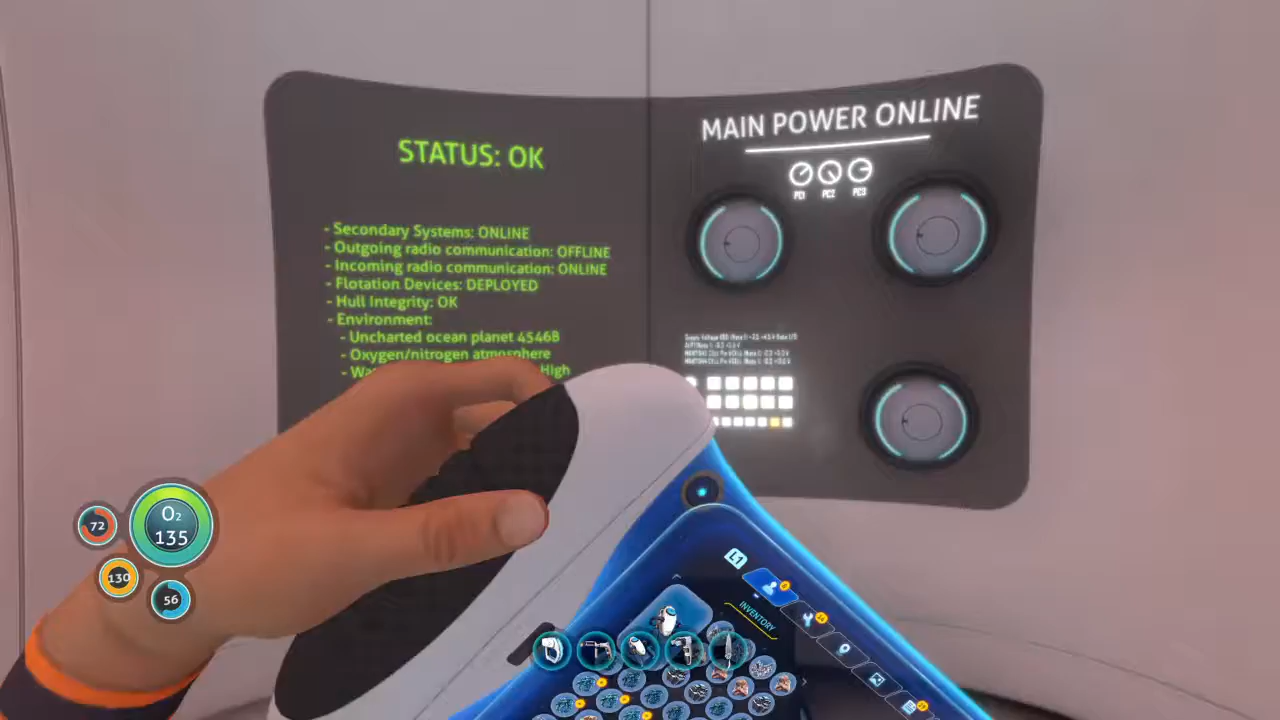 STATUS: OK
- Secondary Systems: ONLINE
- Outgoing radio communication: OFFLINE
- Incoming radio communication: ONLINE
- Flotation Devices: DEPLOYED
- Hull Integrity: OK
- Environment:
- Uncharted ocean planet 4546B
- Oxygen/nitrogen atmosphere
High
MAIN POWER ONLINE
PC1 PC2 PC3
72
O₂
135
130
56
L1
INVENTORY